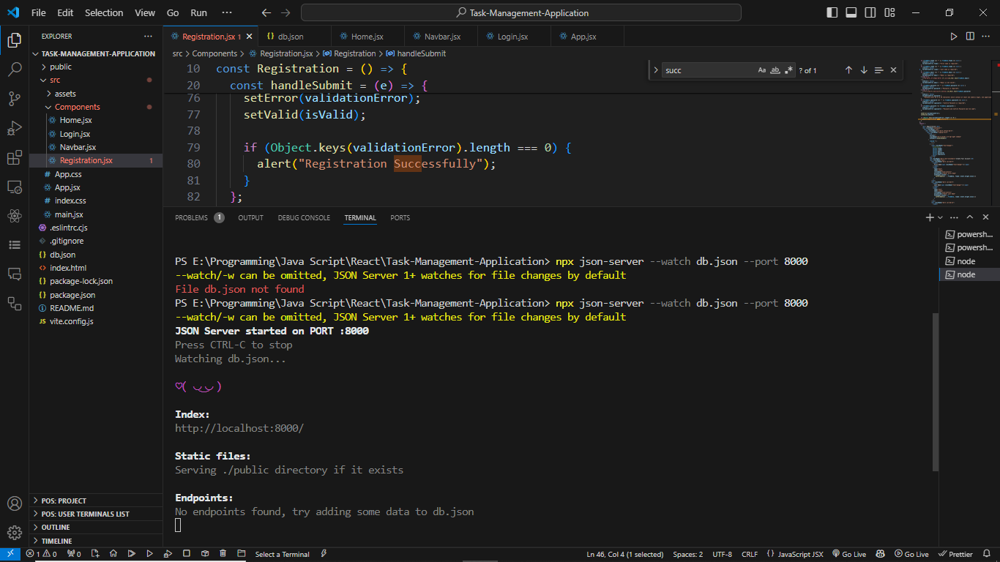 File Edit Selection View Go Run ··· Task-Management-Application
EXPLORER ···
TASK-MANAGEMENT-APPLICATION
public
src
assets
Components
Home.jsx
Login.jsx
Navbar.jsx
Registration.jsx 1
App.css
App.jsx
index.css
main.jsx
.eslintrc.cjs
.gitignore
db.json
index.html
package-lock.json
package.json
README.md
vite.config.js
POS: PROJECT
POS: USER TERMINALS LIST
OUTLINE
TIMELINE
Registration.jsx 1 db.json Home.jsx Navbar.jsx Login.jsx App.jsx
src > Components > Registration.jsx > Registration > handleSubmit
succ Aa ab ? of 1
10 const Registration = () => {
20 const handleSubmit = (e) => {
76 setError(validationError);
77 setValid(isValid);
78
79 if (Object.keys(validationError).length === 0) {
80 alert("Registration Successfully");
81 }
82 };
PROBLEMS 1 OUTPUT DEBUG CONSOLE TERMINAL PORTS
PS E:\Programming\Java Script\React\Task-Management-Application> npx json-server --watch db.json --port 8000
--watch/-w can be omitted, JSON Server 1+ watches for file changes by default
File db.json not found
PS E:\Programming\Java Script\React\Task-Management-Application> npx json-server --watch db.json --port 8000
--watch/-w can be omitted, JSON Server 1+ watches for file changes by default
JSON Server started on PORT :8000
Press CTRL-C to stop
Watching db.json...
♡( ◡‿◡ )
Index:
http://localhost:8000/
Static files:
Serving ./public directory if it exists
Endpoints:
No endpoints found, try adding some data to db.json
powersh...
powersh...
node
node
1 0 0 Select a Terminal Ln 46, Col 4 (1 selected) Spaces: 2 UTF-8 CRLF JavaScript JSX Go Live Go Live Prettier